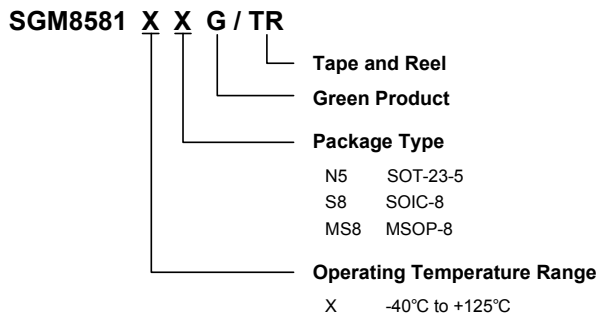 SGM8581 X X G / TR
Tape and Reel
Green Product
Package Type
N5 SOT-23-5
S8 SOIC-8
MS8 MSOP-8
Operating Temperature Range
X -40℃ to +125℃